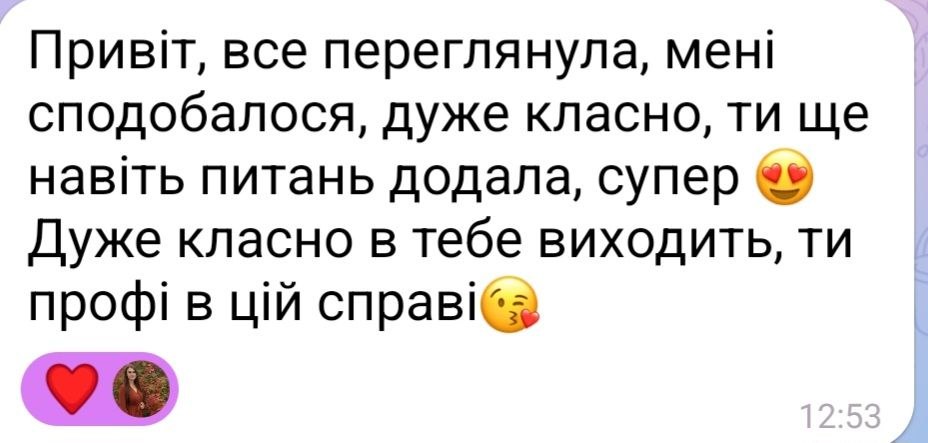 Привіт, все переглянула, мені
сподобалося, дуже класно, ти ще
навіть питань додала, супер 😍
Дуже класно в тебе виходить, ти
профі в цій справі😘
12:53